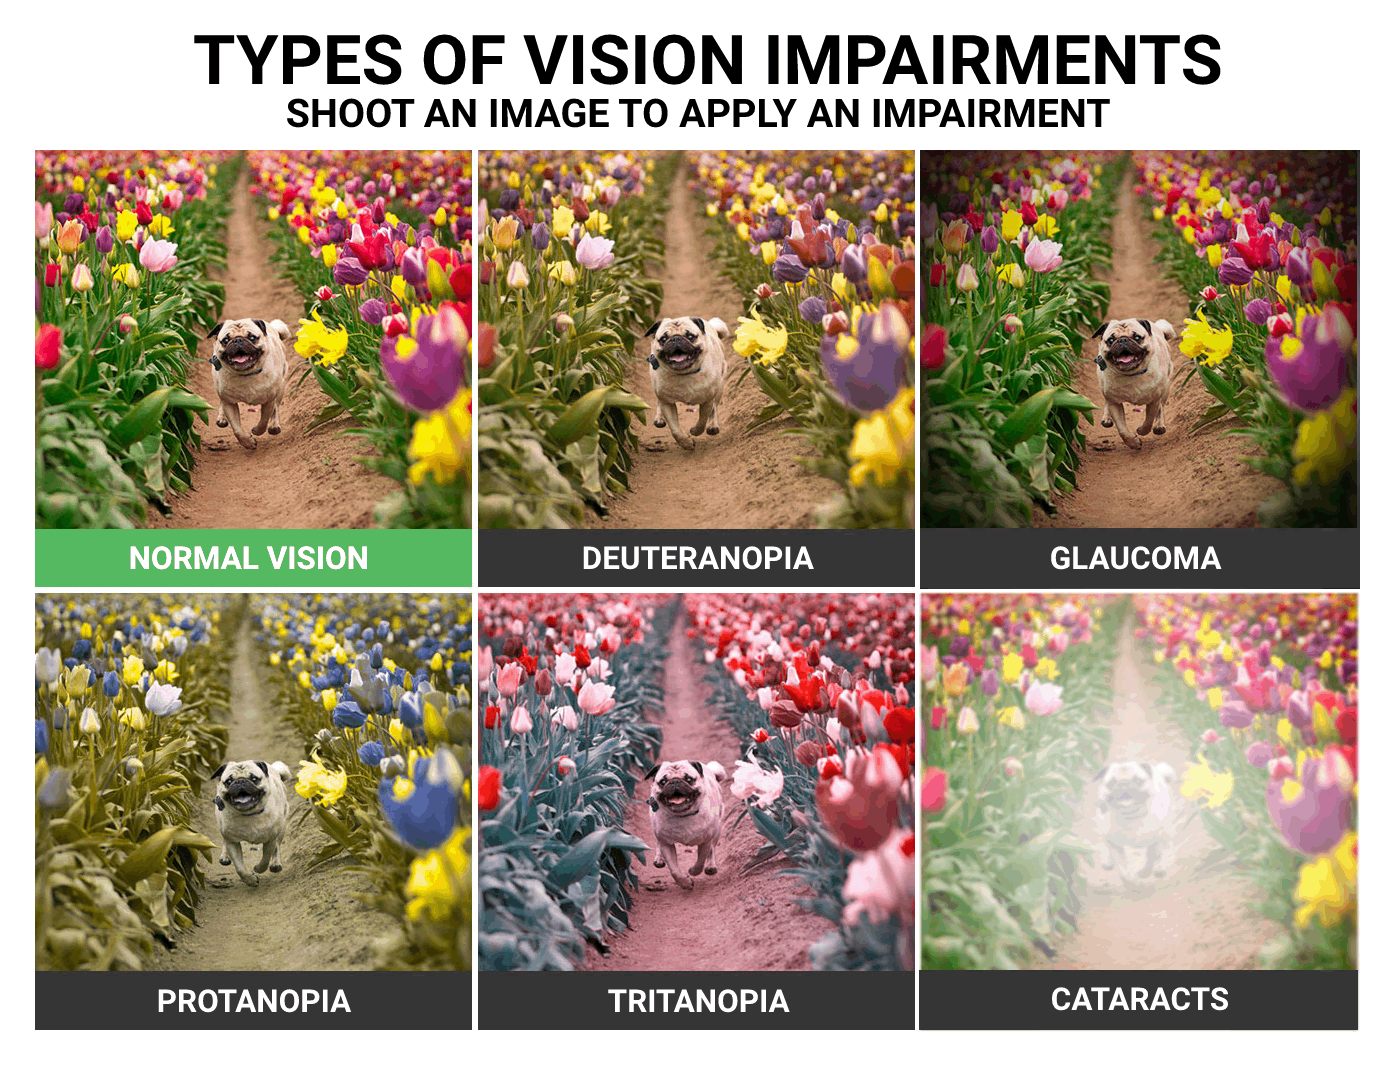 TYPES OF VISION IMPAIRMENTS
SHOOT AN IMAGE TO APPLY AN IMPAIRMENT
NORMAL VISION
DEUTERANOPIA
GLAUCOMA
PROTANOPIA
TRITANOPIA
CATARACTS